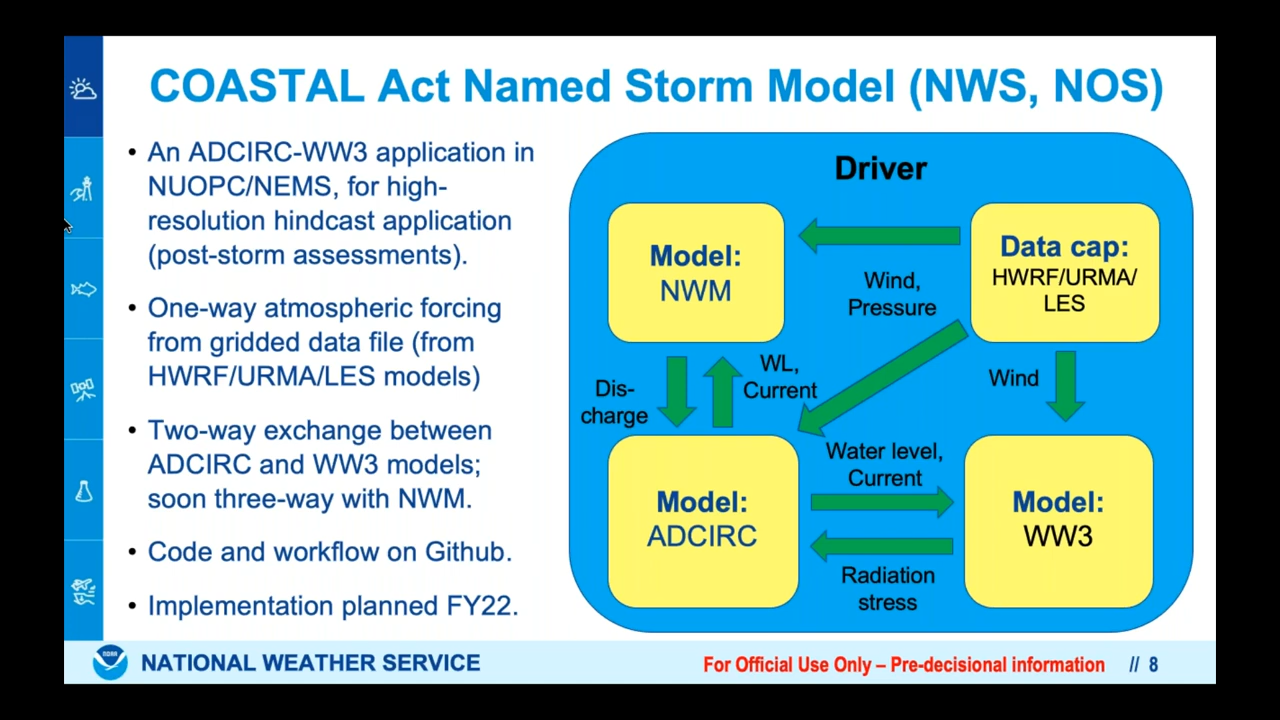 COASTAL Act Named Storm Model (NWS, NOS)
• An ADCIRC-WW3 application in
NUOPC/NEMS, for high-
resolution hindcast application
(post-storm assessments).
• One-way atmospheric forcing
from gridded data file (from
HWRF/URMA/LES models)
• Two-way exchange between
ADCIRC and WW3 models;
soon three-way with NWM.
• Code and workflow on Github.
• Implementation planned FY22.
Driver
Model:
NWM
Wind,
Pressure
Data cap:
HWRF/URMA/
LES
Dis-
charge
WL,
Current
Wind
Model:
ADCIRC
Water level,
Current
Radiation
stress
Model:
WW3
NOAA
NATIONAL WEATHER SERVICE
For Official Use Only – Pre-decisional information // 8